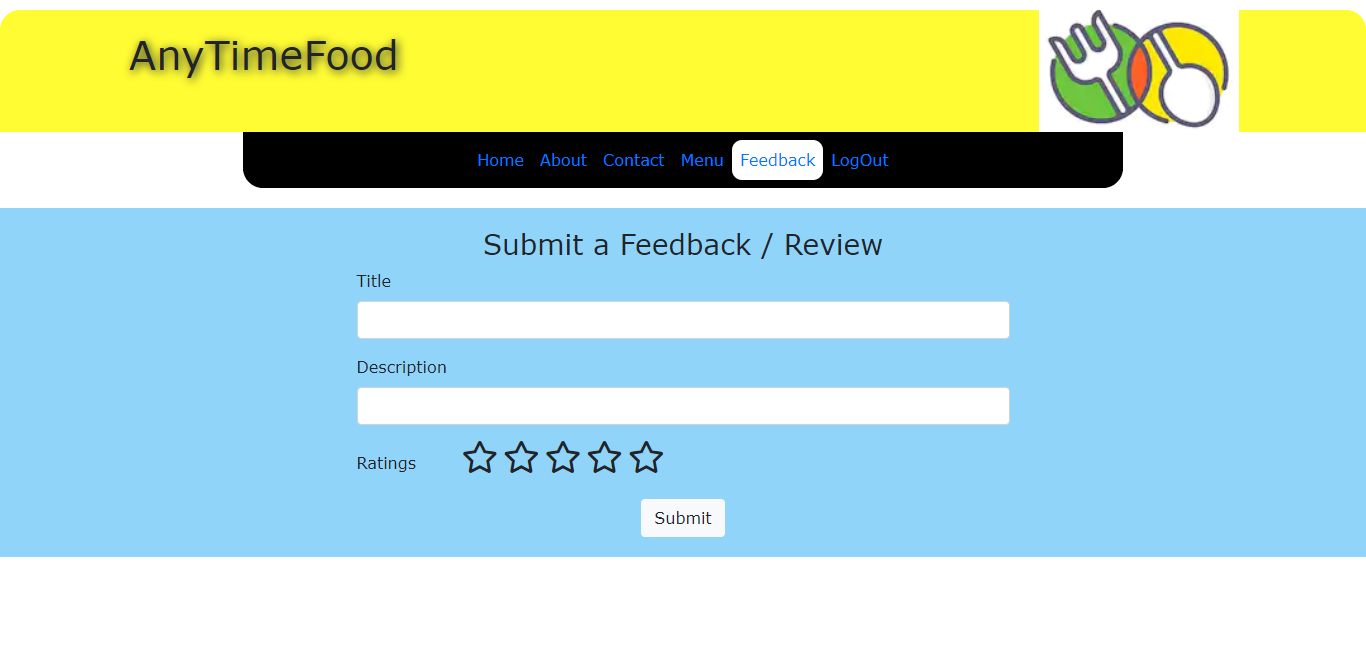 AnyTimeFood
Home About Contact Menu Feedback LogOut
Submit a Feedback / Review
Title
Description
Ratings
Submit